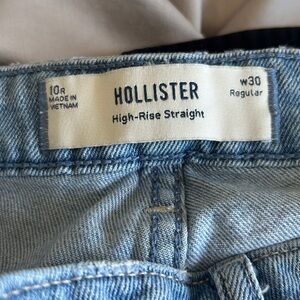 10R
MADE IN
VIETNAM
HOLLISTER
High-Rise Straight
W30
Regular